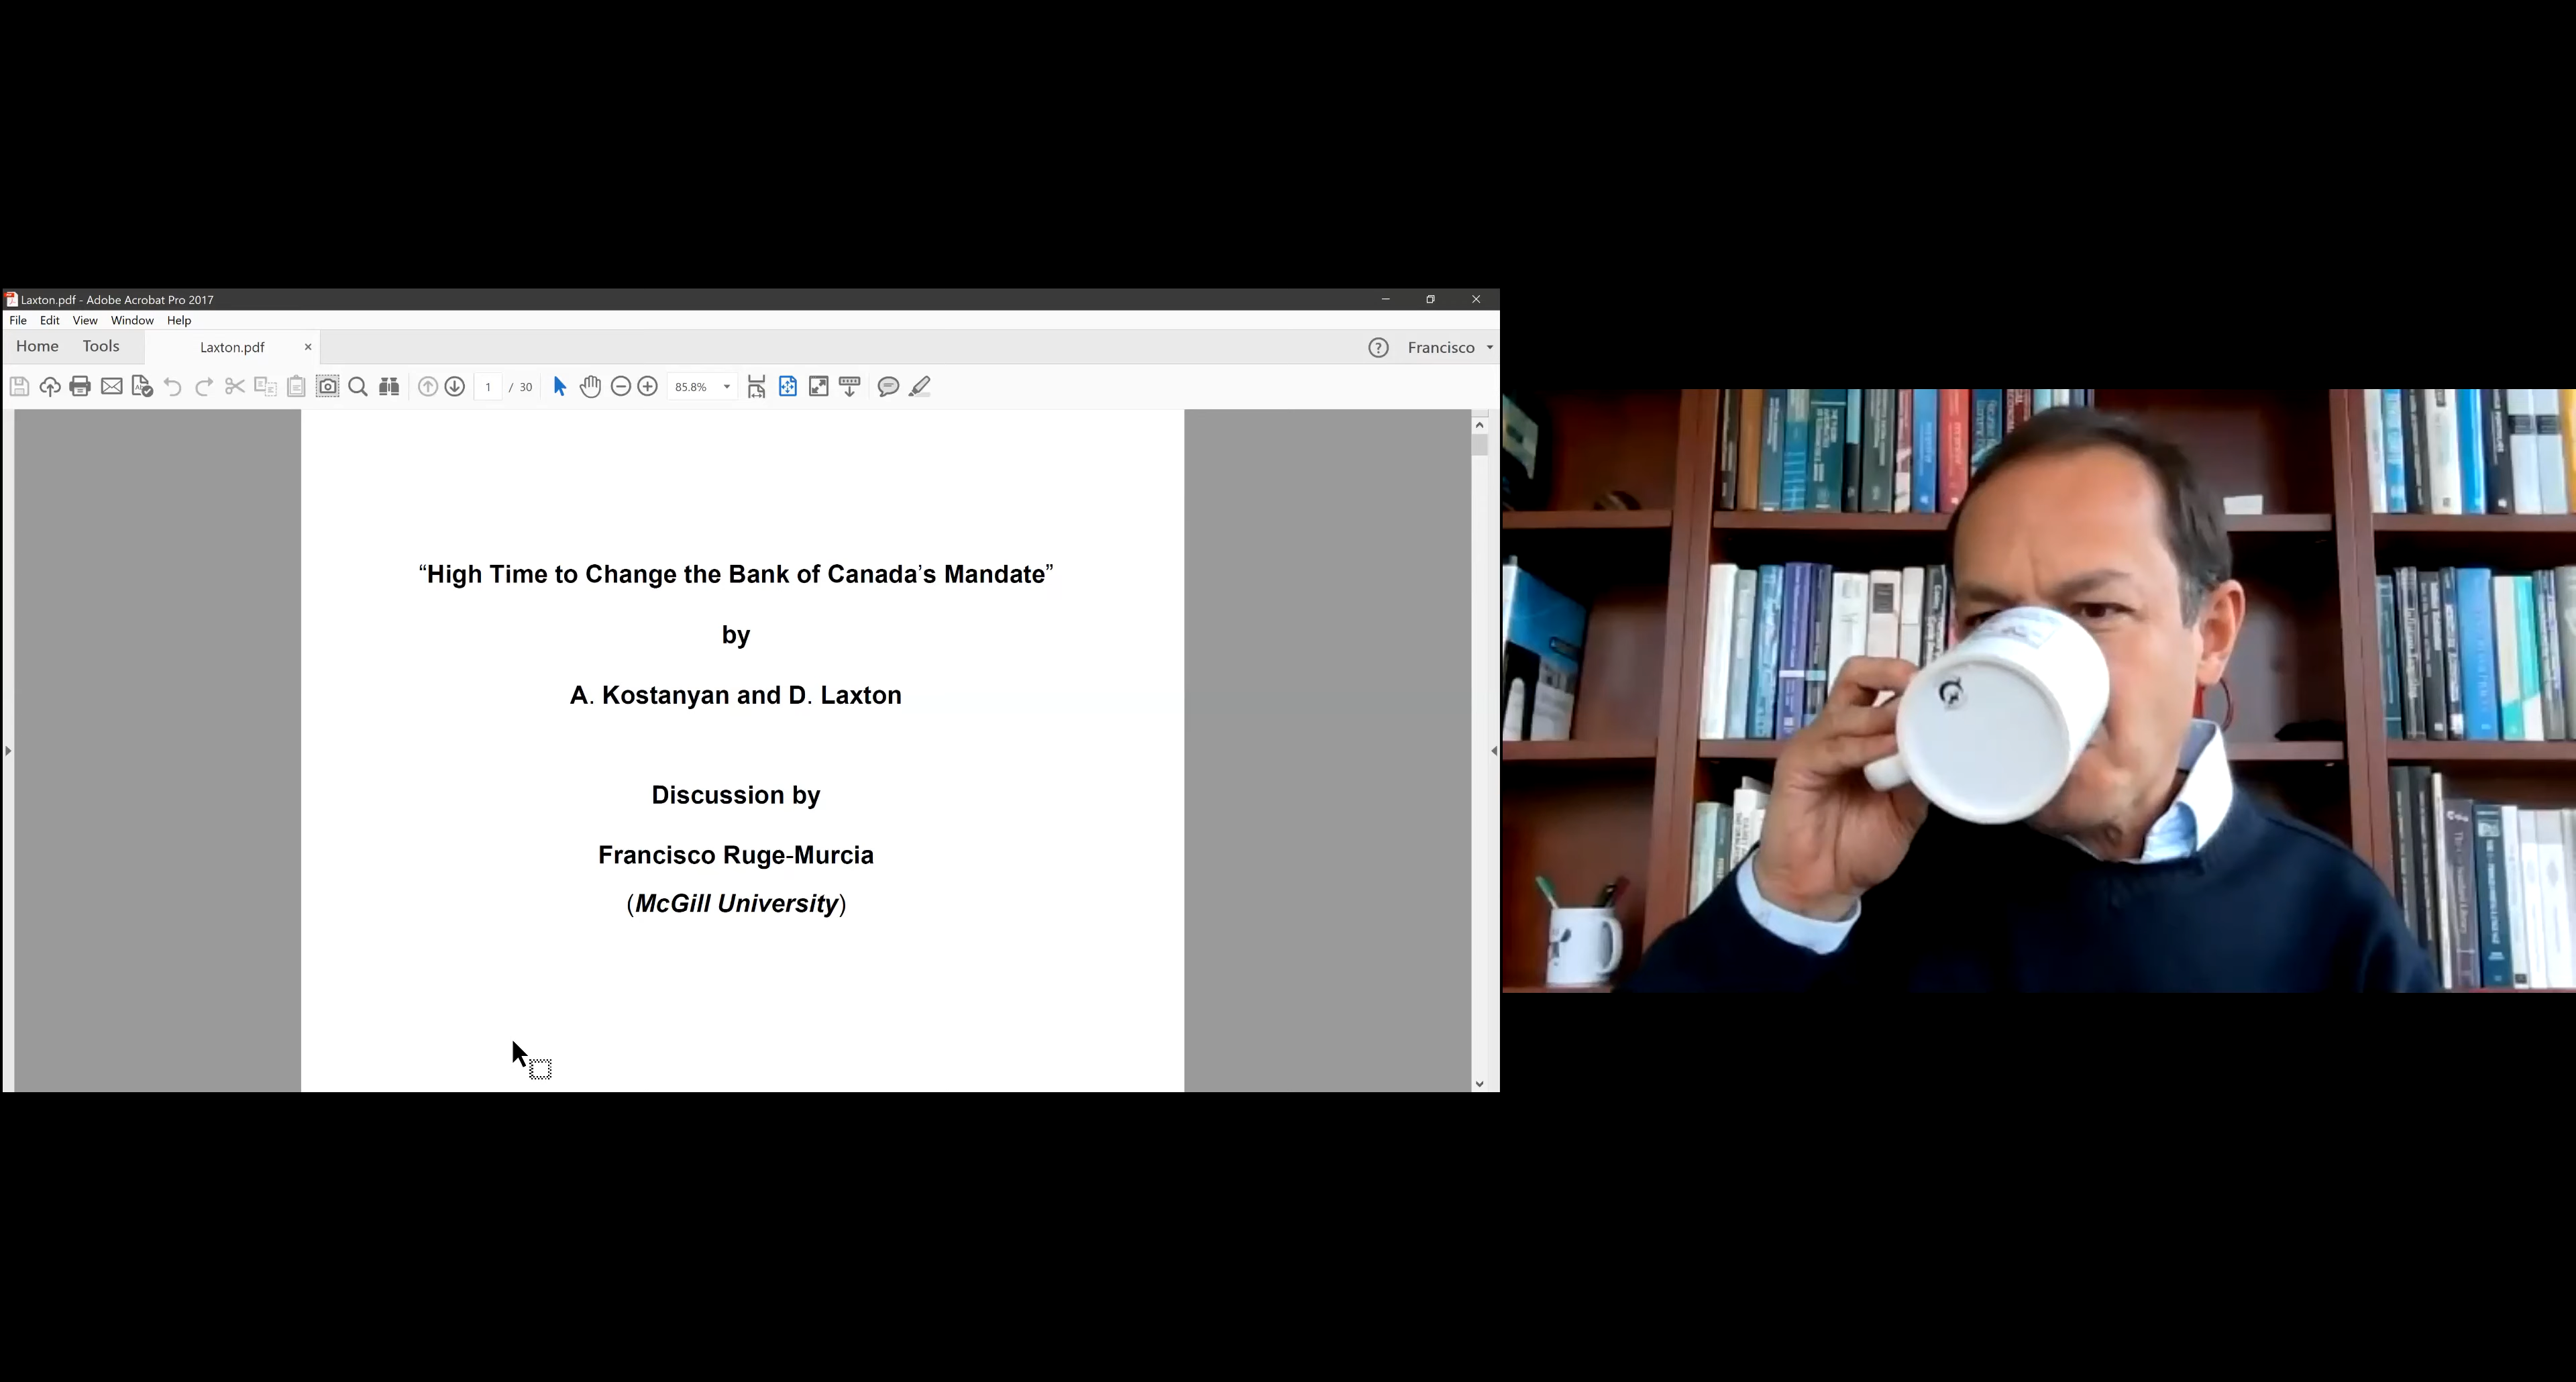 Laxton.pdf - Adobe Acrobat Pro 2017
File Edit View Window Help
Home Tools Laxton.pdf Francisco
1 / 30 85.8%
“High Time to Change the Bank of Canada’s Mandate”
by
A. Kostanyan and D. Laxton
Discussion by
Francisco Ruge-Murcia
(McGill University)